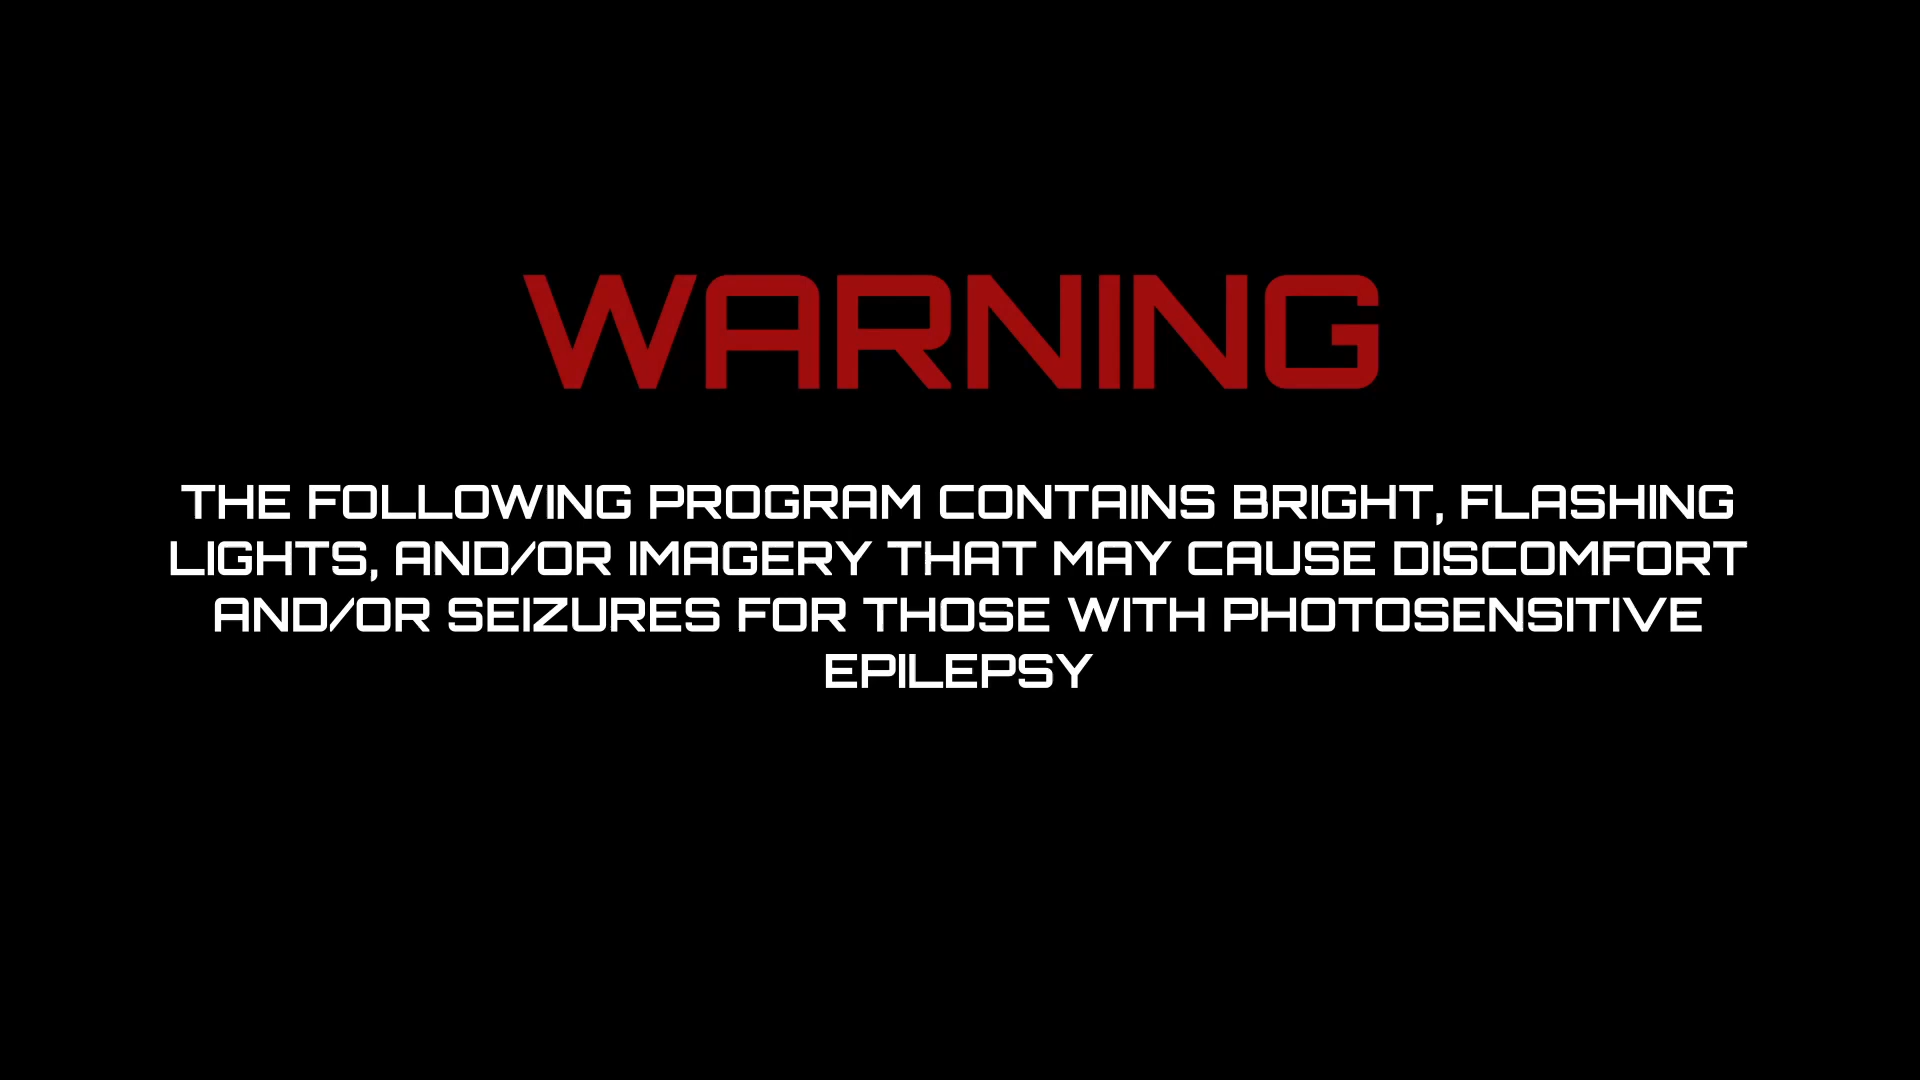 WARNING
THE FOLLOWING PROGRAM CONTAINS BRIGHT, FLASHING
LIGHTS, AND/OR IMAGERY THAT MAY CAUSE DISCOMFORT
AND/OR SEIZURES FOR THOSE WITH PHOTOSENSITIVE
EPILEPSY